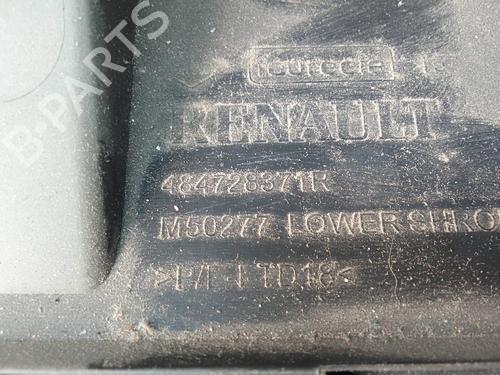 B-PARTS
faurecia
RENAULT
484728371R
M50277 LOWER SHRO
>P/E-I TD18<